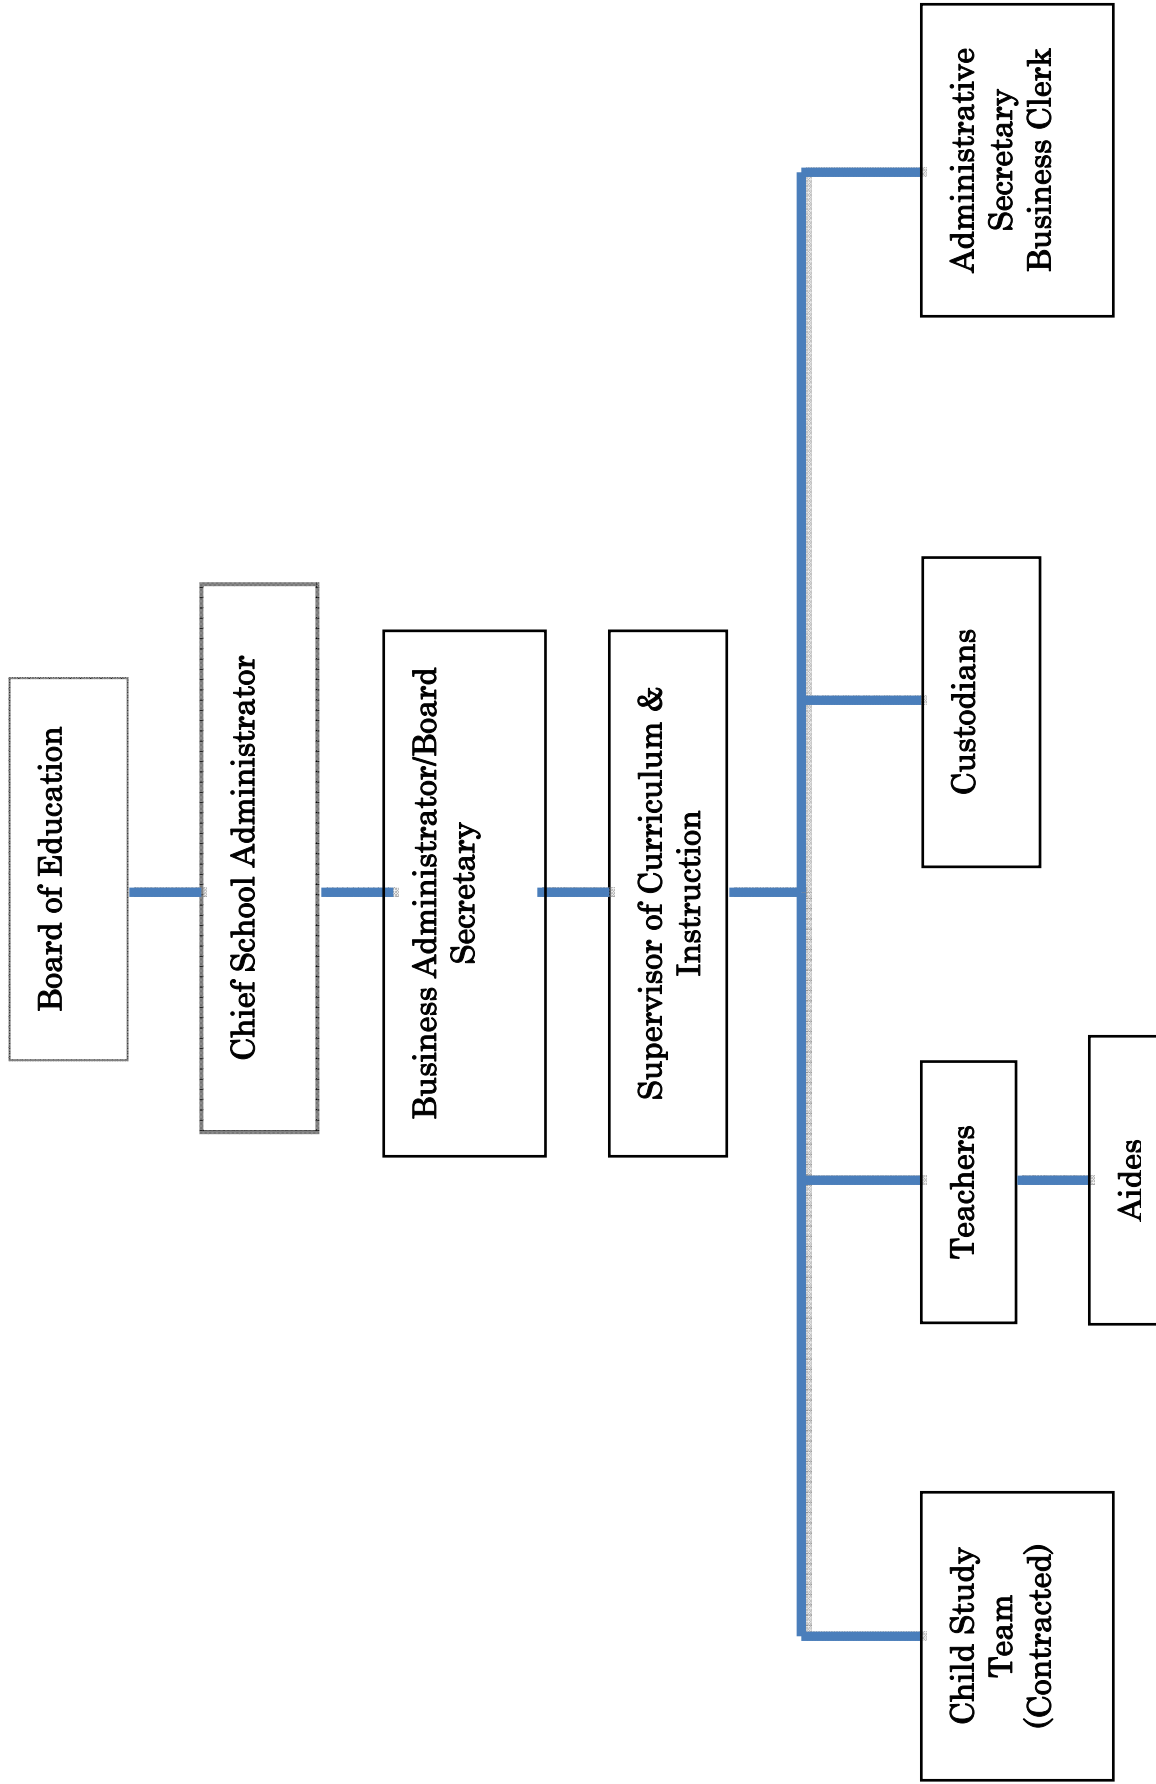 Board of Education
Chief School Administrator
Business Administrator/Board
Secretary
Supervisor of Curriculum &
Instruction
Child Study
Team
(Contracted)
Teachers
Custodians
Administrative
Secretary
Business Clerk
Aides